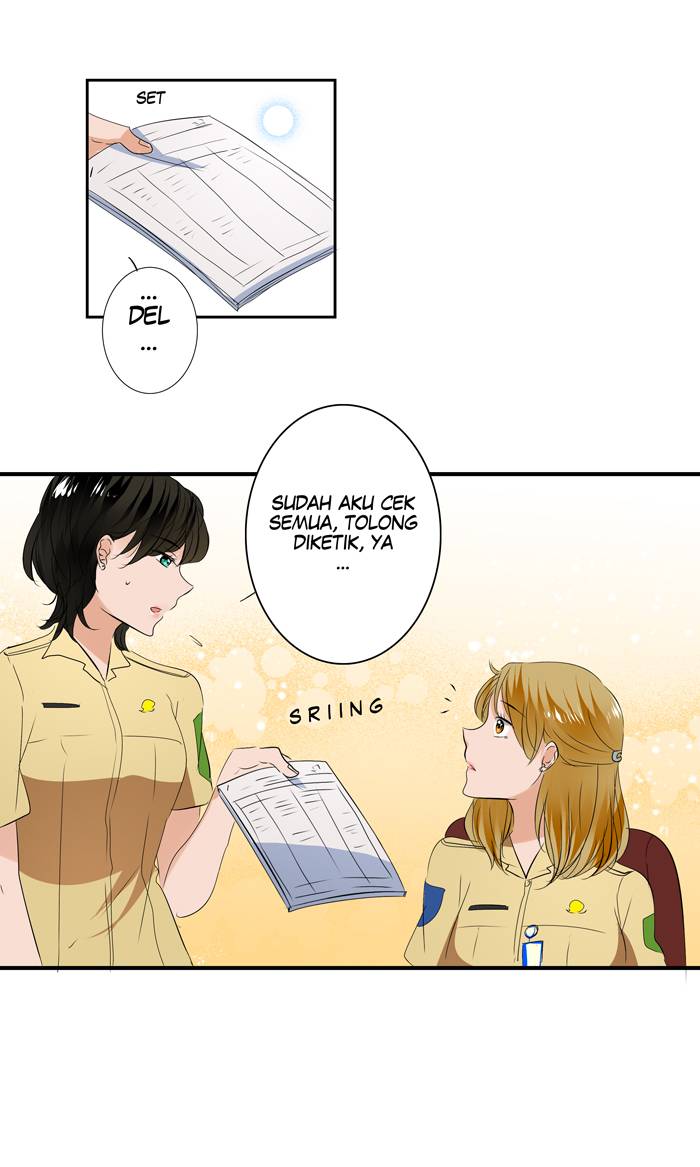 SET
...
DEL
...
SUDAH AKU CEK
SEMUA, TOLONG
DIKETIK, YA
...
SRIING